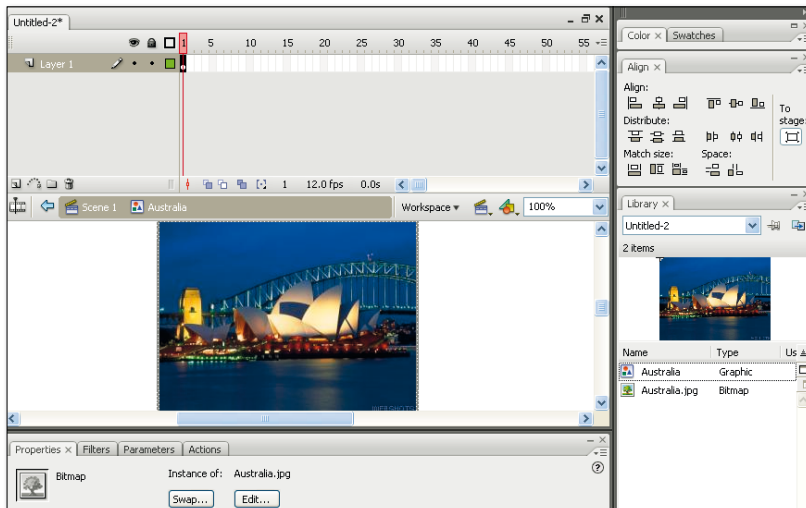 Untitled-2*
1 5 10 15 20 25 30 35 40 45 50 55
Layer 1
1 12.0 fps 0.0s
Scene 1 Australia Workspace 100%
Properties × Filters Parameters Actions
Bitmap Instance of: Australia.jpg
Swap... Edit...
Color × Swatches
Align ×
Align:
To stage:
Distribute:
Match size: Space:
Library ×
Untitled-2
2 items
Name Type Us
Australia Graphic
Australia.jpg Bitmap